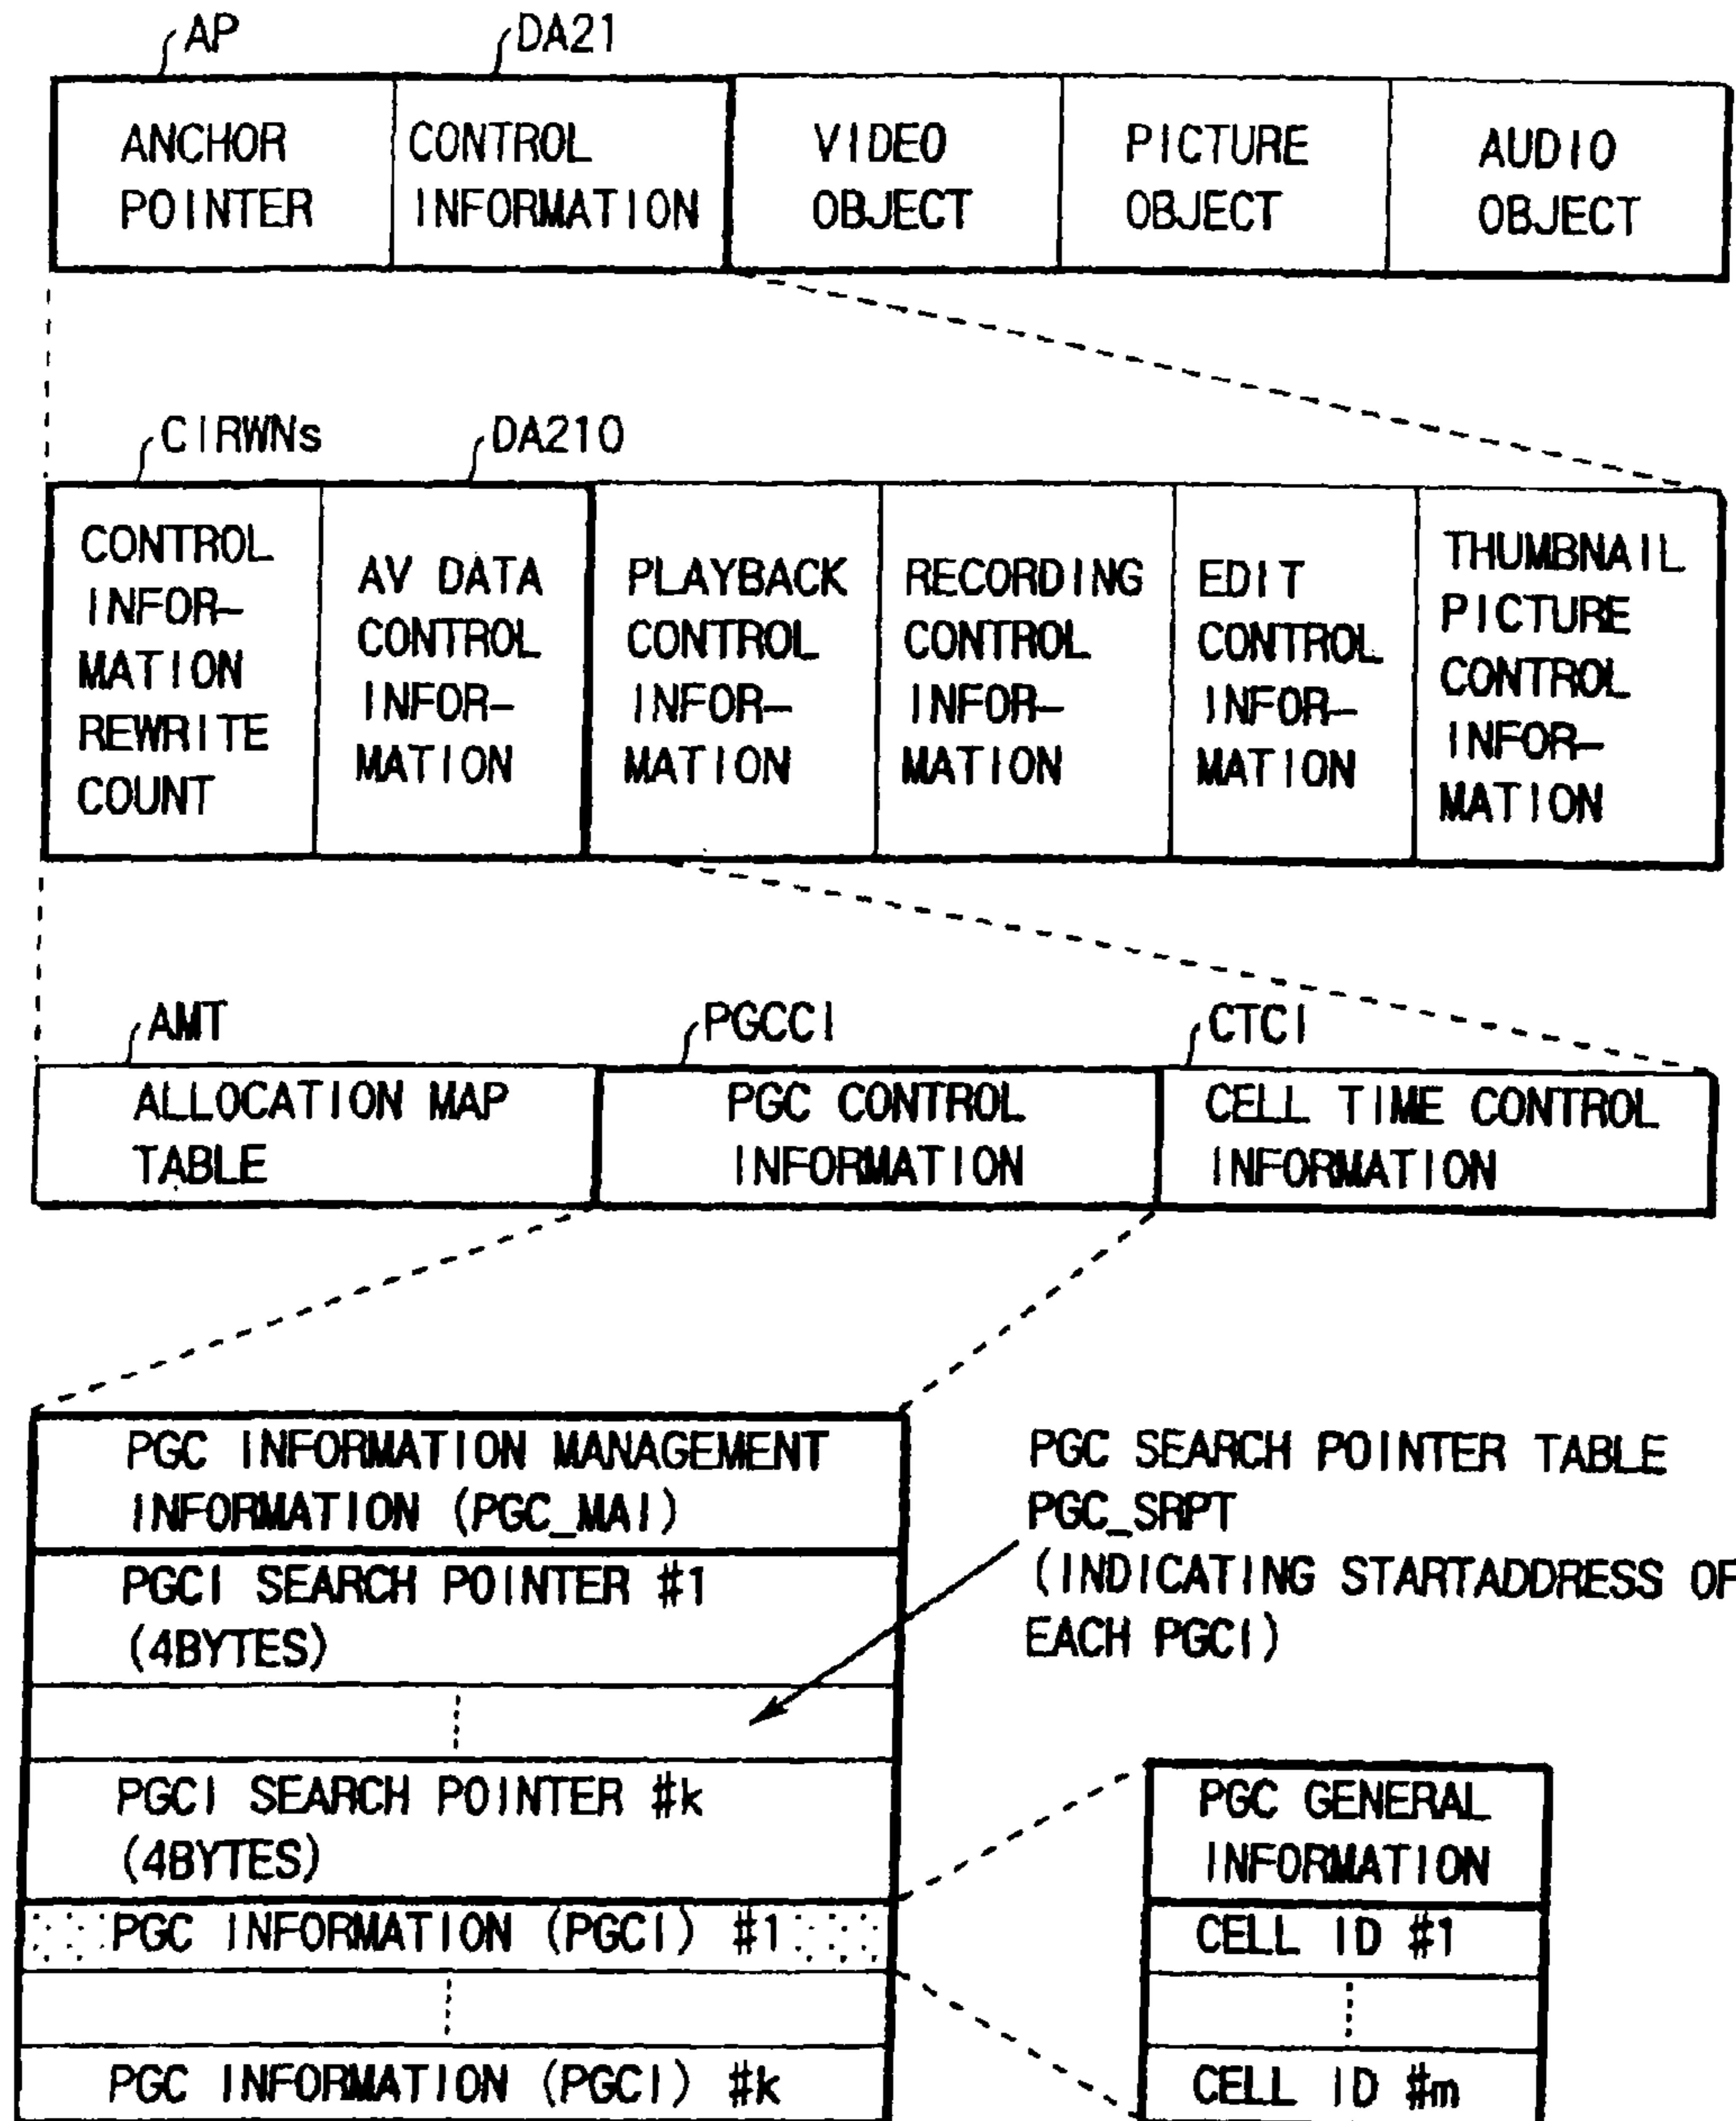 AP
DA21
ANCHOR
POINTER
CONTROL
INFORMATION
VIDEO
OBJECT
PICTURE
OBJECT
AUDIO
OBJECT
CIRWNs
DA210
CONTROL
INFOR-
MATION
REWRITE
COUNT
AV DATA
CONTROL
INFOR-
MATION
PLAYBACK
CONTROL
INFOR-
MATION
RECORDING
CONTROL
INFOR-
MATION
EDIT
CONTROL
INFOR-
MATION
THUMBNAIL
PICTURE
CONTROL
INFOR-
MATION
AMT
PGCCI
CTCI
ALLOCATION MAP
TABLE
PGC CONTROL
INFORMATION
CELL TIME CONTROL
INFORMATION
PGC INFORMATION MANAGEMENT
INFORMATION (PGC_MAI)
PGCI SEARCH POINTER #1
(4BYTES)
PGCI SEARCH POINTER #k
(4BYTES)
PGC INFORMATION (PGCI) #1
PGC INFORMATION (PGCI) #k
PGC SEARCH POINTER TABLE
PGC_SRPT
(INDICATING STARTADDRESS OF
EACH PGCI)
PGC GENERAL
INFORMATION
CELL ID #1
CELL ID #m